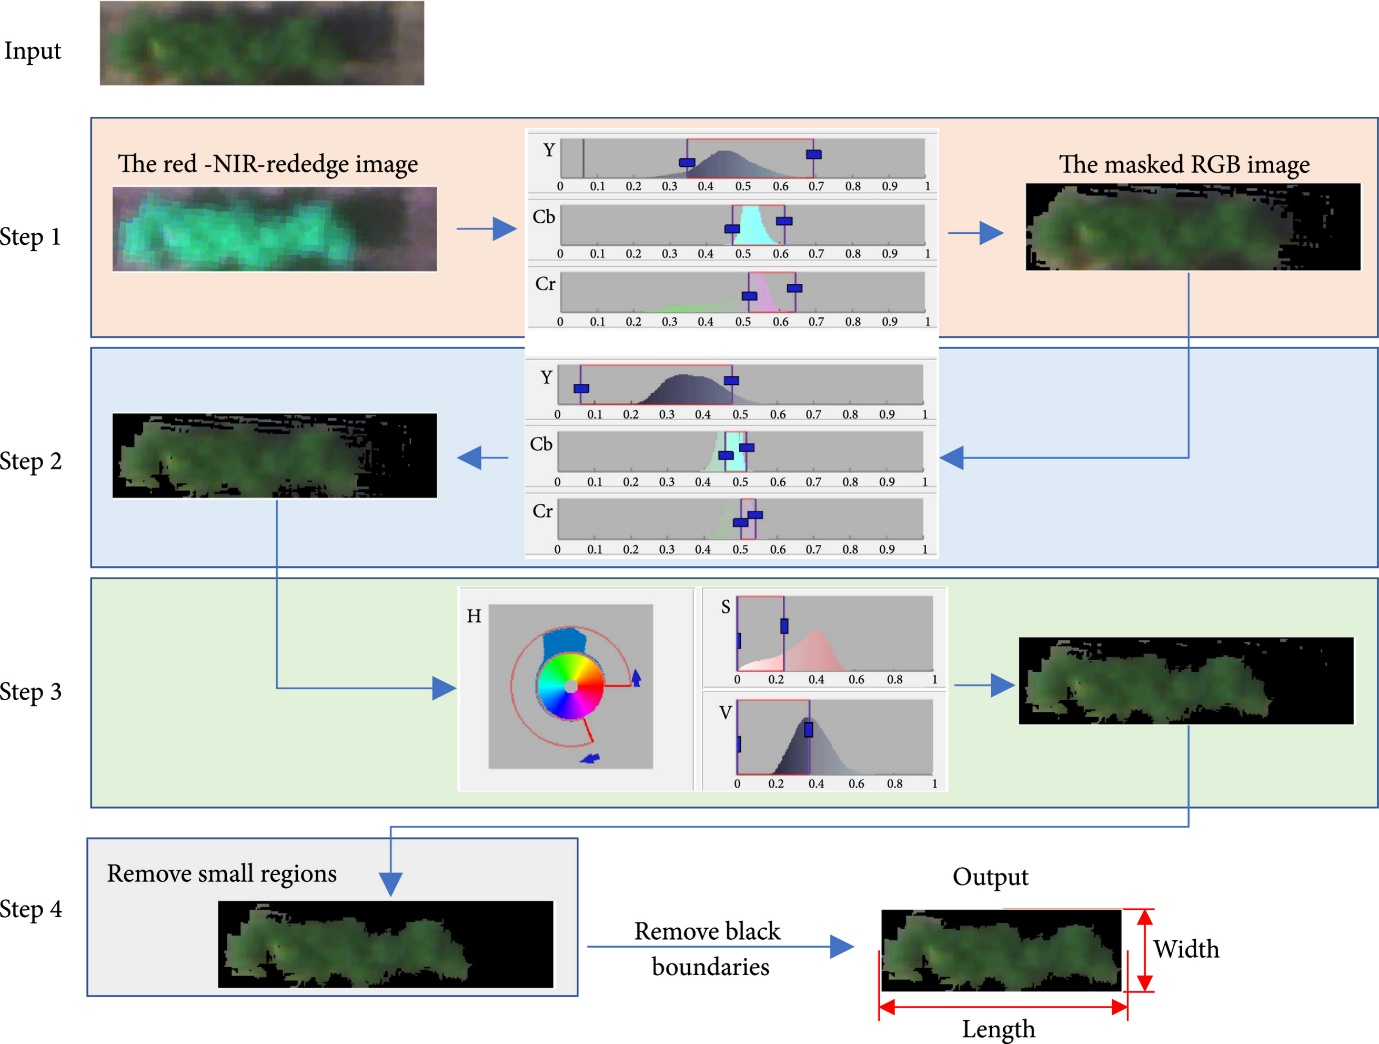 Input
The red -NIR-rededge image
The masked RGB image
Step 1
Y
0 0.1 0.2 0.3 0.4 0.5 0.6 0.7 0.8 0.9 1
Cb
0 0.1 0.2 0.3 0.4 0.5 0.6 0.7 0.8 0.9 1
Cr
0 0.1 0.2 0.3 0.4 0.5 0.6 0.7 0.8 0.9 1
Step 2
Y
0 0.1 0.2 0.3 0.4 0.5 0.6 0.7 0.8 0.9 1
Cb
0 0.1 0.2 0.3 0.4 0.5 0.6 0.7 0.8 0.9 1
Cr
0 0.1 0.2 0.3 0.4 0.5 0.6 0.7 0.8 0.9 1
Step 3
H
S
0 0.2 0.4 0.6 0.8 1
V
0 0.2 0.4 0.6 0.8 1
Step 4
Remove small regions
Remove black
boundaries
Output
Width
Length